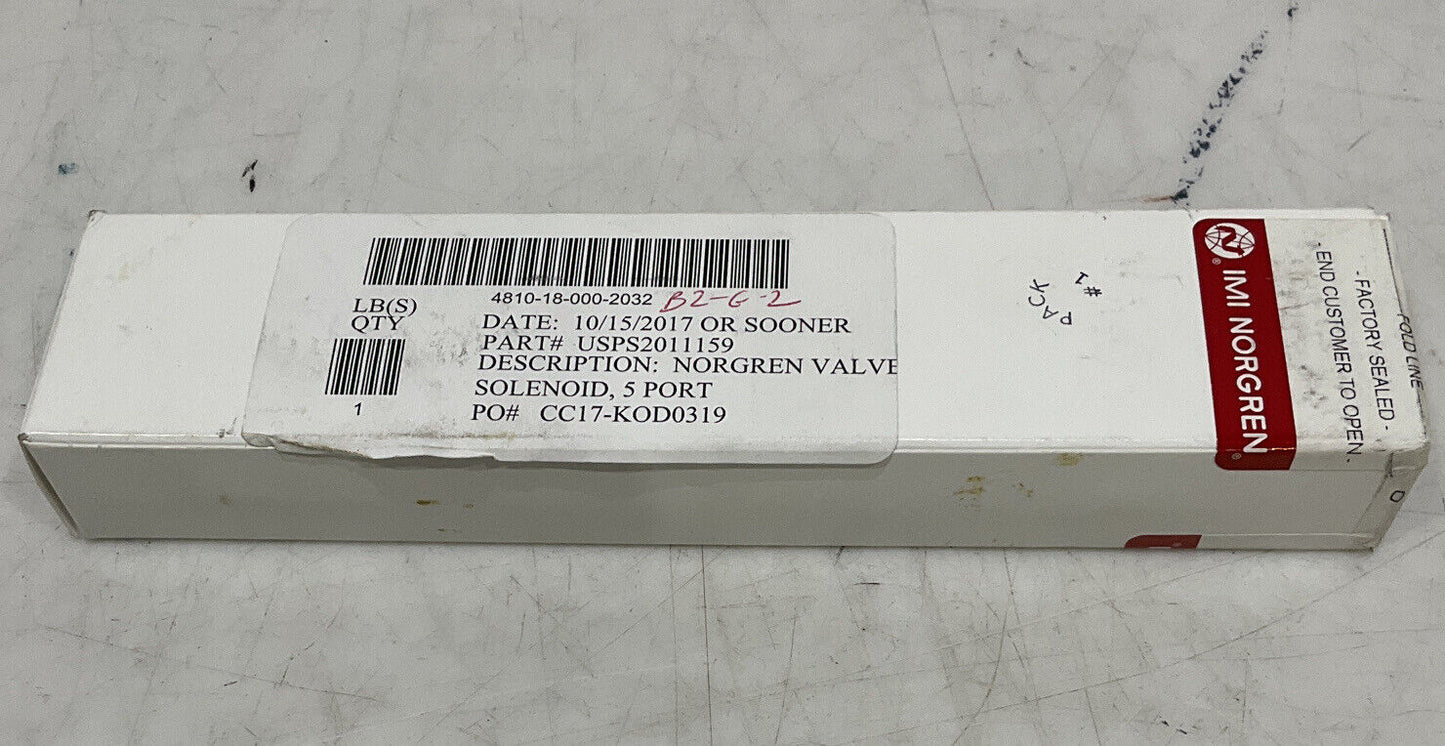 4810-18-000-2032 B2-G-2
LB(S)
QTY
1
DATE: 10/15/2017 OR SOONER
PART# USPS2011159
DESCRIPTION: NORGREN VALVE
SOLENOID, 5 PORT
PO# CC17-KOD0319
PACK
#1
IMI NORGREN®
- END CUSTOMER TO OPEN -
- FACTORY SEALED -
FOLD LINE